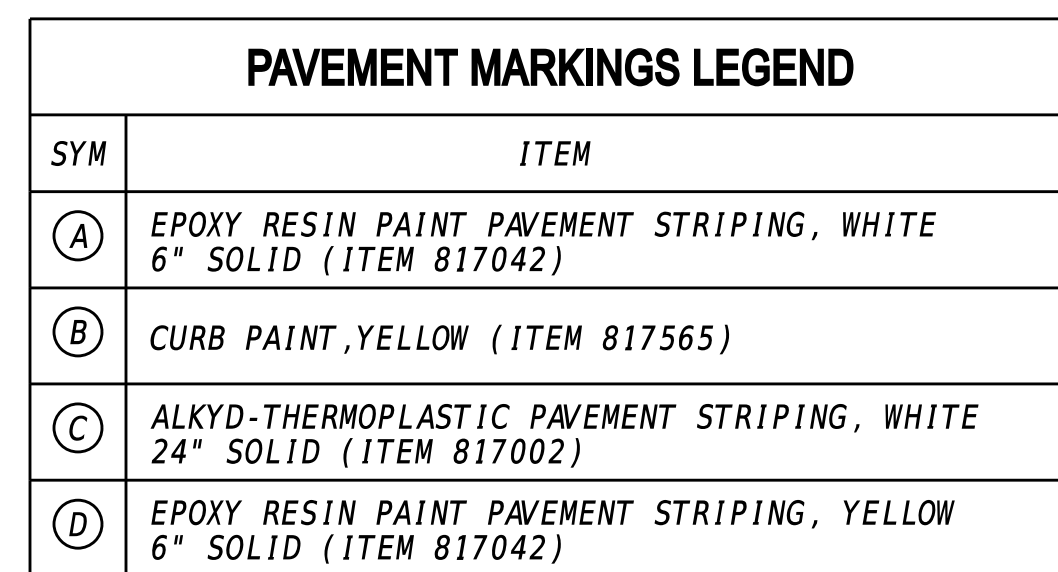 PAVEMENT MARKINGS LEGEND
SYM ITEM
A EPOXY RESIN PAINT PAVEMENT STRIPING, WHITE
6" SOLID (ITEM 817042)
B CURB PAINT,YELLOW (ITEM 817565)
C ALKYD-THERMOPLASTIC PAVEMENT STRIPING, WHITE
24" SOLID (ITEM 817002)
D EPOXY RESIN PAINT PAVEMENT STRIPING, YELLOW
6" SOLID (ITEM 817042)